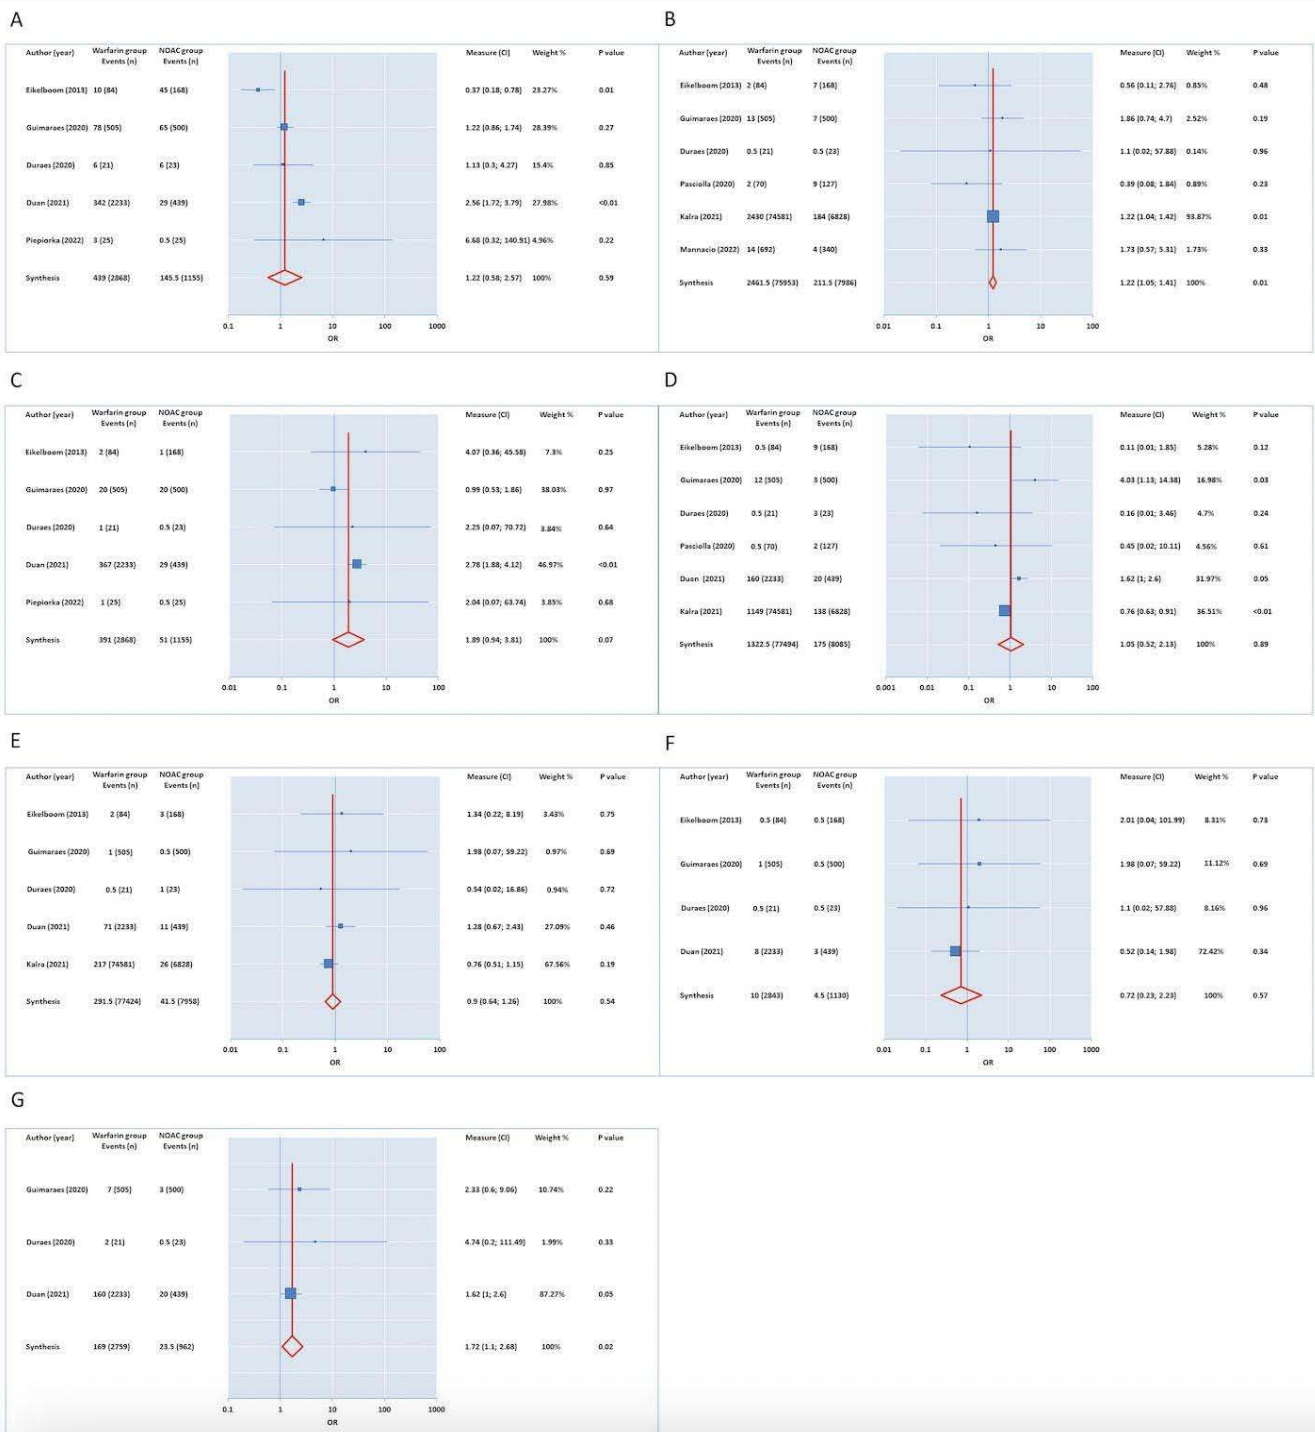 A
Author (year) Warfarin group Events (n) NOAC group Events (n) Measure (CI) Weight % P value
Eikelboom (2013) 10 (84) 45 (168) 0.37 (0.18; 0.78) 23.27% 0.01
Guimaraes (2020) 78 (505) 65 (500) 1.22 (0.86; 1.74) 28.39% 0.27
Duraes (2020) 6 (21) 6 (23) 1.13 (0.3; 4.27) 15.4% 0.85
Duan (2021) 342 (2233) 29 (439) 2.56 (1.72; 3.79) 27.98% <0.01
Piepiorka (2022) 3 (25) 0.5 (25) 6.68 (0.32; 140.91) 4.96% 0.22
Synthesis 439 (2868) 145.5 (1155) 1.22 (0.58; 2.57) 100% 0.59
0.1 1 10 100 1000
OR
B
Author (year) Warfarin group Events (n) NOAC group Events (n) Measure (CI) Weight % P value
Eikelboom (2013) 2 (84) 7 (168) 0.56 (0.11; 2.76) 0.85% 0.48
Guimaraes (2020) 13 (505) 7 (500) 1.86 (0.74; 4.7) 2.52% 0.19
Duraes (2020) 0.5 (21) 0.5 (23) 1.1 (0.02; 57.88) 0.14% 0.96
Pasciolla (2020) 2 (70) 9 (127) 0.39 (0.08; 1.84) 0.89% 0.23
Kalra (2021) 2430 (74581) 184 (6828) 1.22 (1.04; 1.42) 93.87% 0.01
Mannacio (2022) 14 (692) 4 (340) 1.73 (0.57; 5.31) 1.73% 0.33
Synthesis 2461.5 (75953) 211.5 (7986) 1.22 (1.05; 1.41) 100% 0.01
0.01 0.1 1 10 100
OR
C
Author (year) Warfarin group Events (n) NOAC group Events (n) Measure (CI) Weight % P value
Eikelboom (2013) 2 (84) 1 (168) 4.07 (0.36; 45.58) 7.3% 0.25
Guimaraes (2020) 20 (505) 20 (500) 0.99 (0.53; 1.86) 38.03% 0.97
Duraes (2020) 1 (21) 0.5 (23) 2.25 (0.07; 70.72) 3.84% 0.64
Duan (2021) 367 (2233) 29 (439) 2.78 (1.88; 4.12) 46.97% <0.01
Piepiorka (2022) 1 (25) 0.5 (25) 2.04 (0.07; 63.74) 3.85% 0.68
Synthesis 391 (2868) 51 (1155) 1.89 (0.94; 3.81) 100% 0.07
0.01 0.1 1 10 100
OR
D
Author (year) Warfarin group Events (n) NOAC group Events (n) Measure (CI) Weight % P value
Eikelboom (2013) 0.5 (84) 9 (168) 0.11 (0.01; 1.85) 5.28% 0.12
Guimaraes (2020) 12 (505) 3 (500) 4.03 (1.13; 14.38) 16.98% 0.03
Duraes (2020) 0.5 (21) 3 (23) 0.16 (0.01; 3.46) 4.7% 0.24
Pasciolla (2020) 0.5 (70) 2 (127) 0.45 (0.02; 10.11) 4.56% 0.61
Duan (2021) 160 (2233) 20 (439) 1.62 (1; 2.6) 31.97% 0.05
Kalra (2021) 1149 (74581) 138 (6828) 0.76 (0.63; 0.91) 36.51% <0.01
Synthesis 1322.5 (77494) 175 (8085) 1.05 (0.52; 2.13) 100% 0.89
0.001 0.01 0.1 1 10 100
OR
E
Author (year) Warfarin group Events (n) NOAC group Events (n) Measure (CI) Weight % P value
Eikelboom (2013) 2 (84) 3 (168) 1.34 (0.22; 8.19) 3.43% 0.75
Guimaraes (2020) 1 (505) 0.5 (500) 1.98 (0.07; 59.22) 0.97% 0.69
Duraes (2020) 0.5 (21) 1 (23) 0.54 (0.02; 16.86) 0.94% 0.72
Duan (2021) 71 (2233) 11 (439) 1.28 (0.67; 2.43) 27.09% 0.46
Kalra (2021) 217 (74581) 26 (6828) 0.76 (0.51; 1.15) 67.56% 0.19
Synthesis 291.5 (77424) 41.5 (7958) 0.9 (0.64; 1.26) 100% 0.54
0.01 0.1 1 10 100
OR
F
Author (year) Warfarin group Events (n) NOAC group Events (n) Measure (CI) Weight % P value
Eikelboom (2013) 0.5 (84) 0.5 (168) 2.01 (0.04; 101.99) 8.31% 0.73
Guimaraes (2020) 1 (505) 0.5 (500) 1.98 (0.07; 59.22) 11.12% 0.69
Duraes (2020) 0.5 (21) 0.5 (23) 1.1 (0.02; 57.88) 8.16% 0.96
Duan (2021) 8 (2233) 3 (439) 0.52 (0.14; 1.98) 72.42% 0.34
Synthesis 10 (2843) 4.5 (1130) 0.72 (0.23; 2.23) 100% 0.57
0.01 0.1 1 10 100 1000
OR
G
Author (year) Warfarin group Events (n) NOAC group Events (n) Measure (CI) Weight % P value
Guimaraes (2020) 7 (505) 3 (500) 2.33 (0.6; 9.06) 10.74% 0.22
Duraes (2020) 2 (21) 0.5 (23) 4.74 (0.2; 111.49) 1.99% 0.33
Duan (2021) 160 (2233) 20 (439) 1.62 (1; 2.6) 87.27% 0.05
Synthesis 169 (2759) 23.5 (962) 1.72 (1.1; 2.68) 100% 0.02
0.1 1 10 100 1000
OR